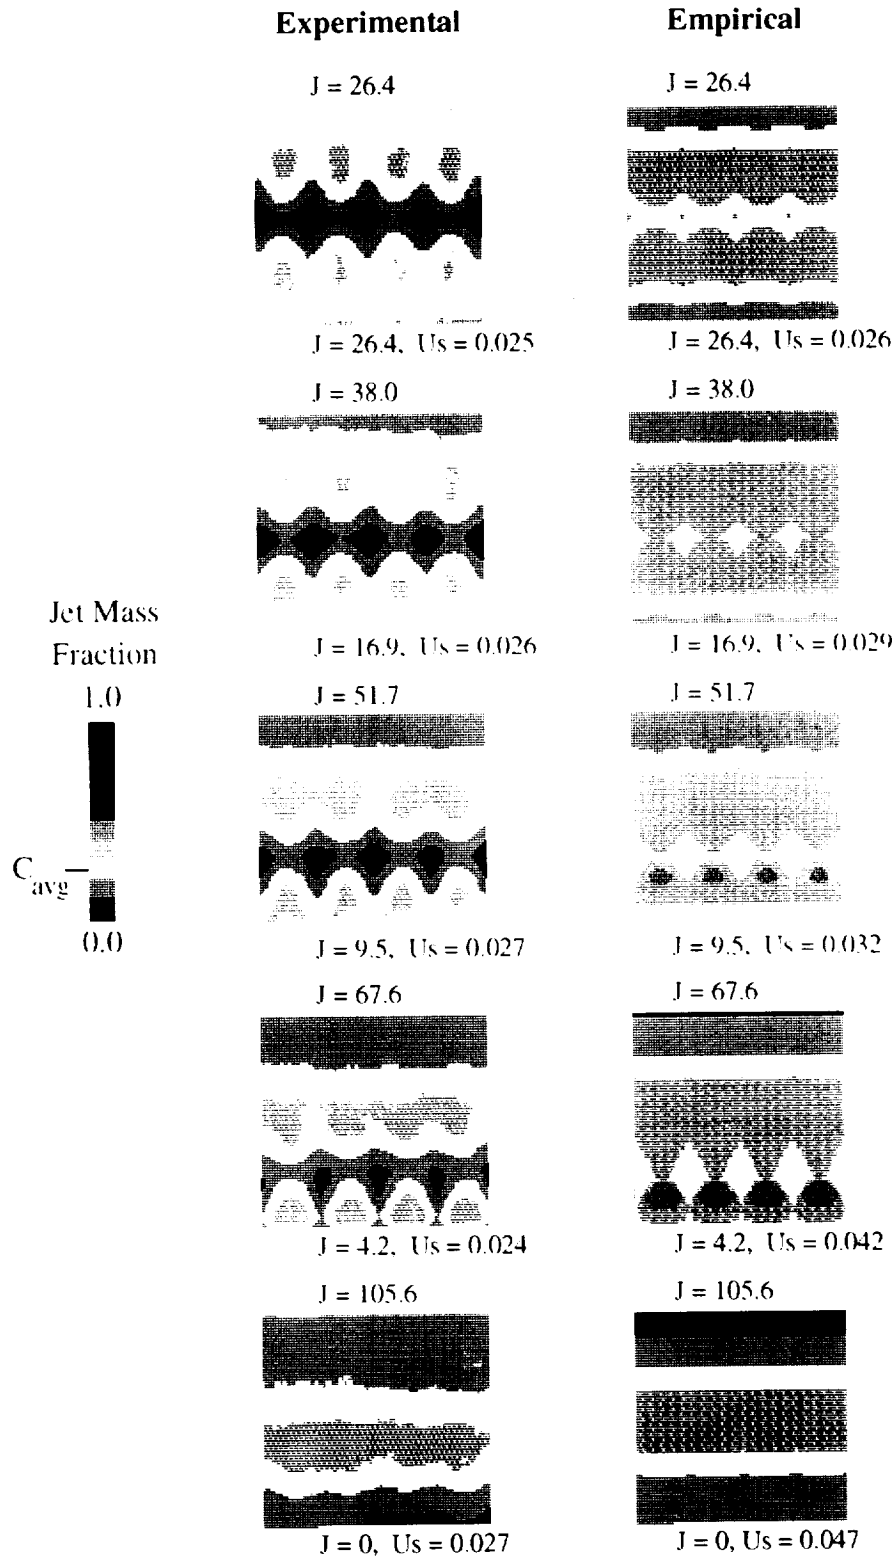 Experimental
Empirical
J = 26.4
J = 26.4
J = 26.4, Us = 0.025
J = 26.4, Us = 0.026
J = 38.0
J = 38.0
J = 16.9, Us = 0.026
J = 16.9, Us = 0.029
Jet Mass
Fraction
1.0
C avg
0.0
J = 51.7
J = 51.7
J = 9.5, Us = 0.027
J = 9.5, Us = 0.032
J = 67.6
J = 67.6
J = 4.2, Us = 0.024
J = 4.2, Us = 0.042
J = 105.6
J = 105.6
J = 0, Us = 0.027
J = 0, Us = 0.047